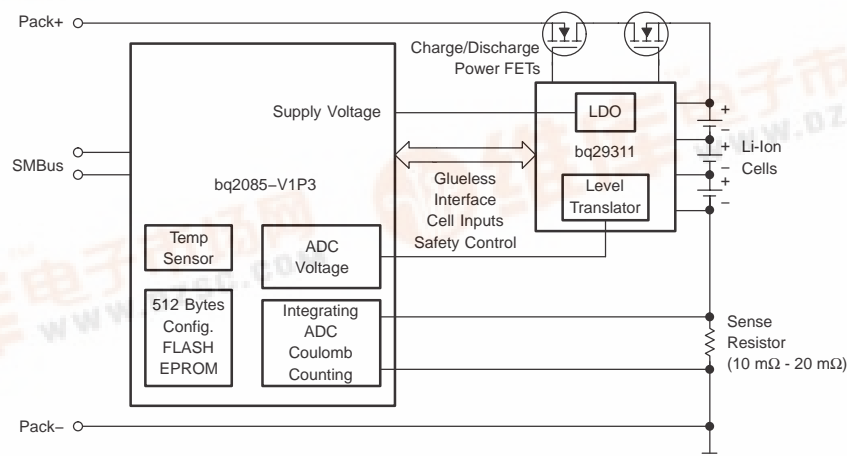 Pack+
Charge/Discharge
Power FETs
Supply Voltage
LDO
bq29311
+
−
+
−
+
−
Li-Ion
Cells
SMBus
bq2085−V1P3
Glueless
Interface
Cell Inputs
Safety Control
Level
Translator
Temp
Sensor
ADC
Voltage
512 Bytes
Config.
FLASH
EPROM
Integrating
ADC
Coulomb
Counting
Sense
Resistor
(10 mΩ - 20 mΩ)
Pack−